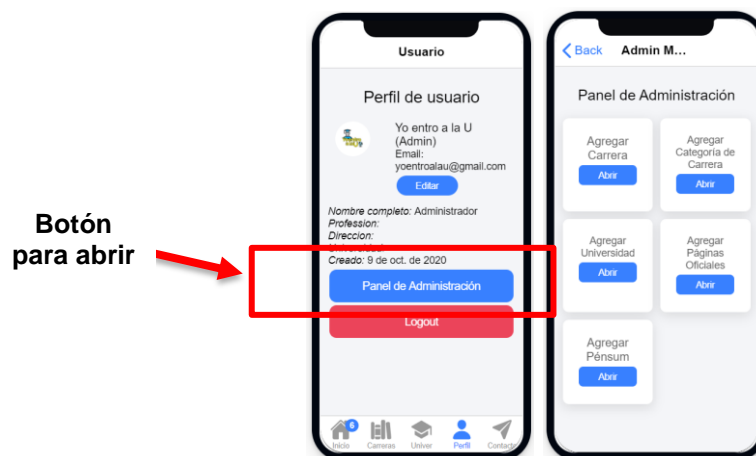 Botón
para abrir
Usuario
Perfil de usuario
Yo entro a la U
(Admin)
Email:
yoentroalau@gmail.com
Editar
Nombre completo: Administrador
Profession:
Direccion:
Universidad:
Creado: 9 de oct. de 2020
Panel de Administración
Logout
6
Inicio
Carreras
Univer
Perfil
Contacto
Back
Admin M...
Panel de Administración
Agregar
Carrera
Abrir
Agregar
Categoría de
Carrera
Abrir
Agregar
Universidad
Abrir
Agregar
Páginas
Oficiales
Abrir
Agregar
Pénsum
Abrir